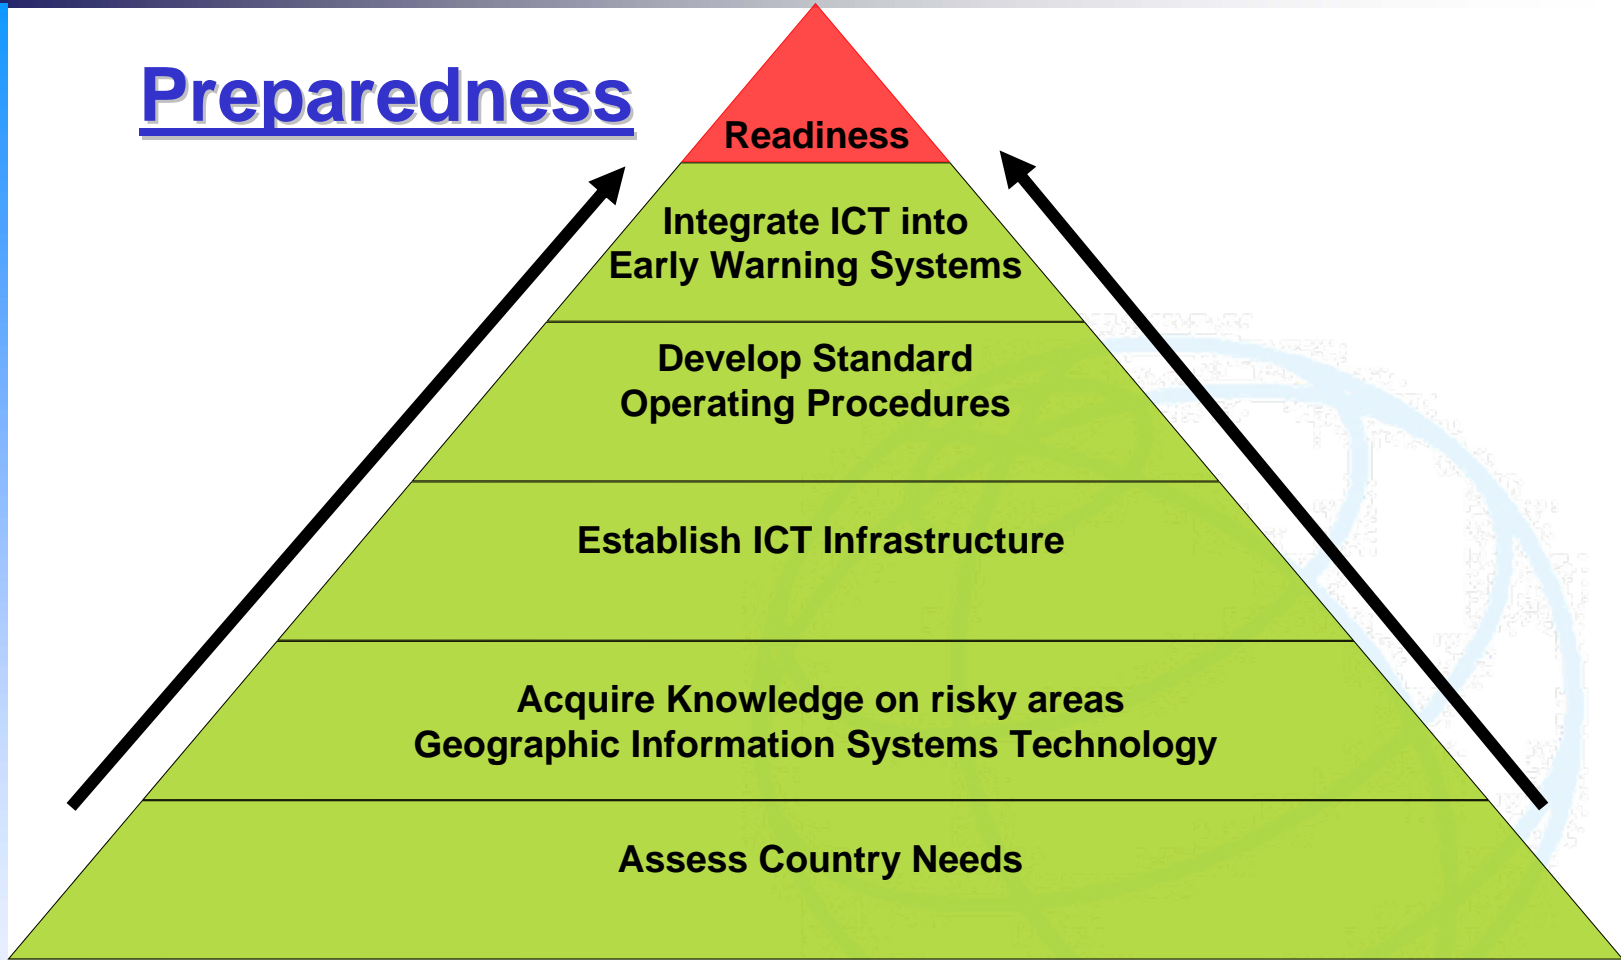 Preparedness
Readiness
Integrate ICT into
Early Warning Systems
Develop Standard
Operating Procedures
Establish ICT Infrastructure
Acquire Knowledge on risky areas
Geographic Information Systems Technology
Assess Country Needs